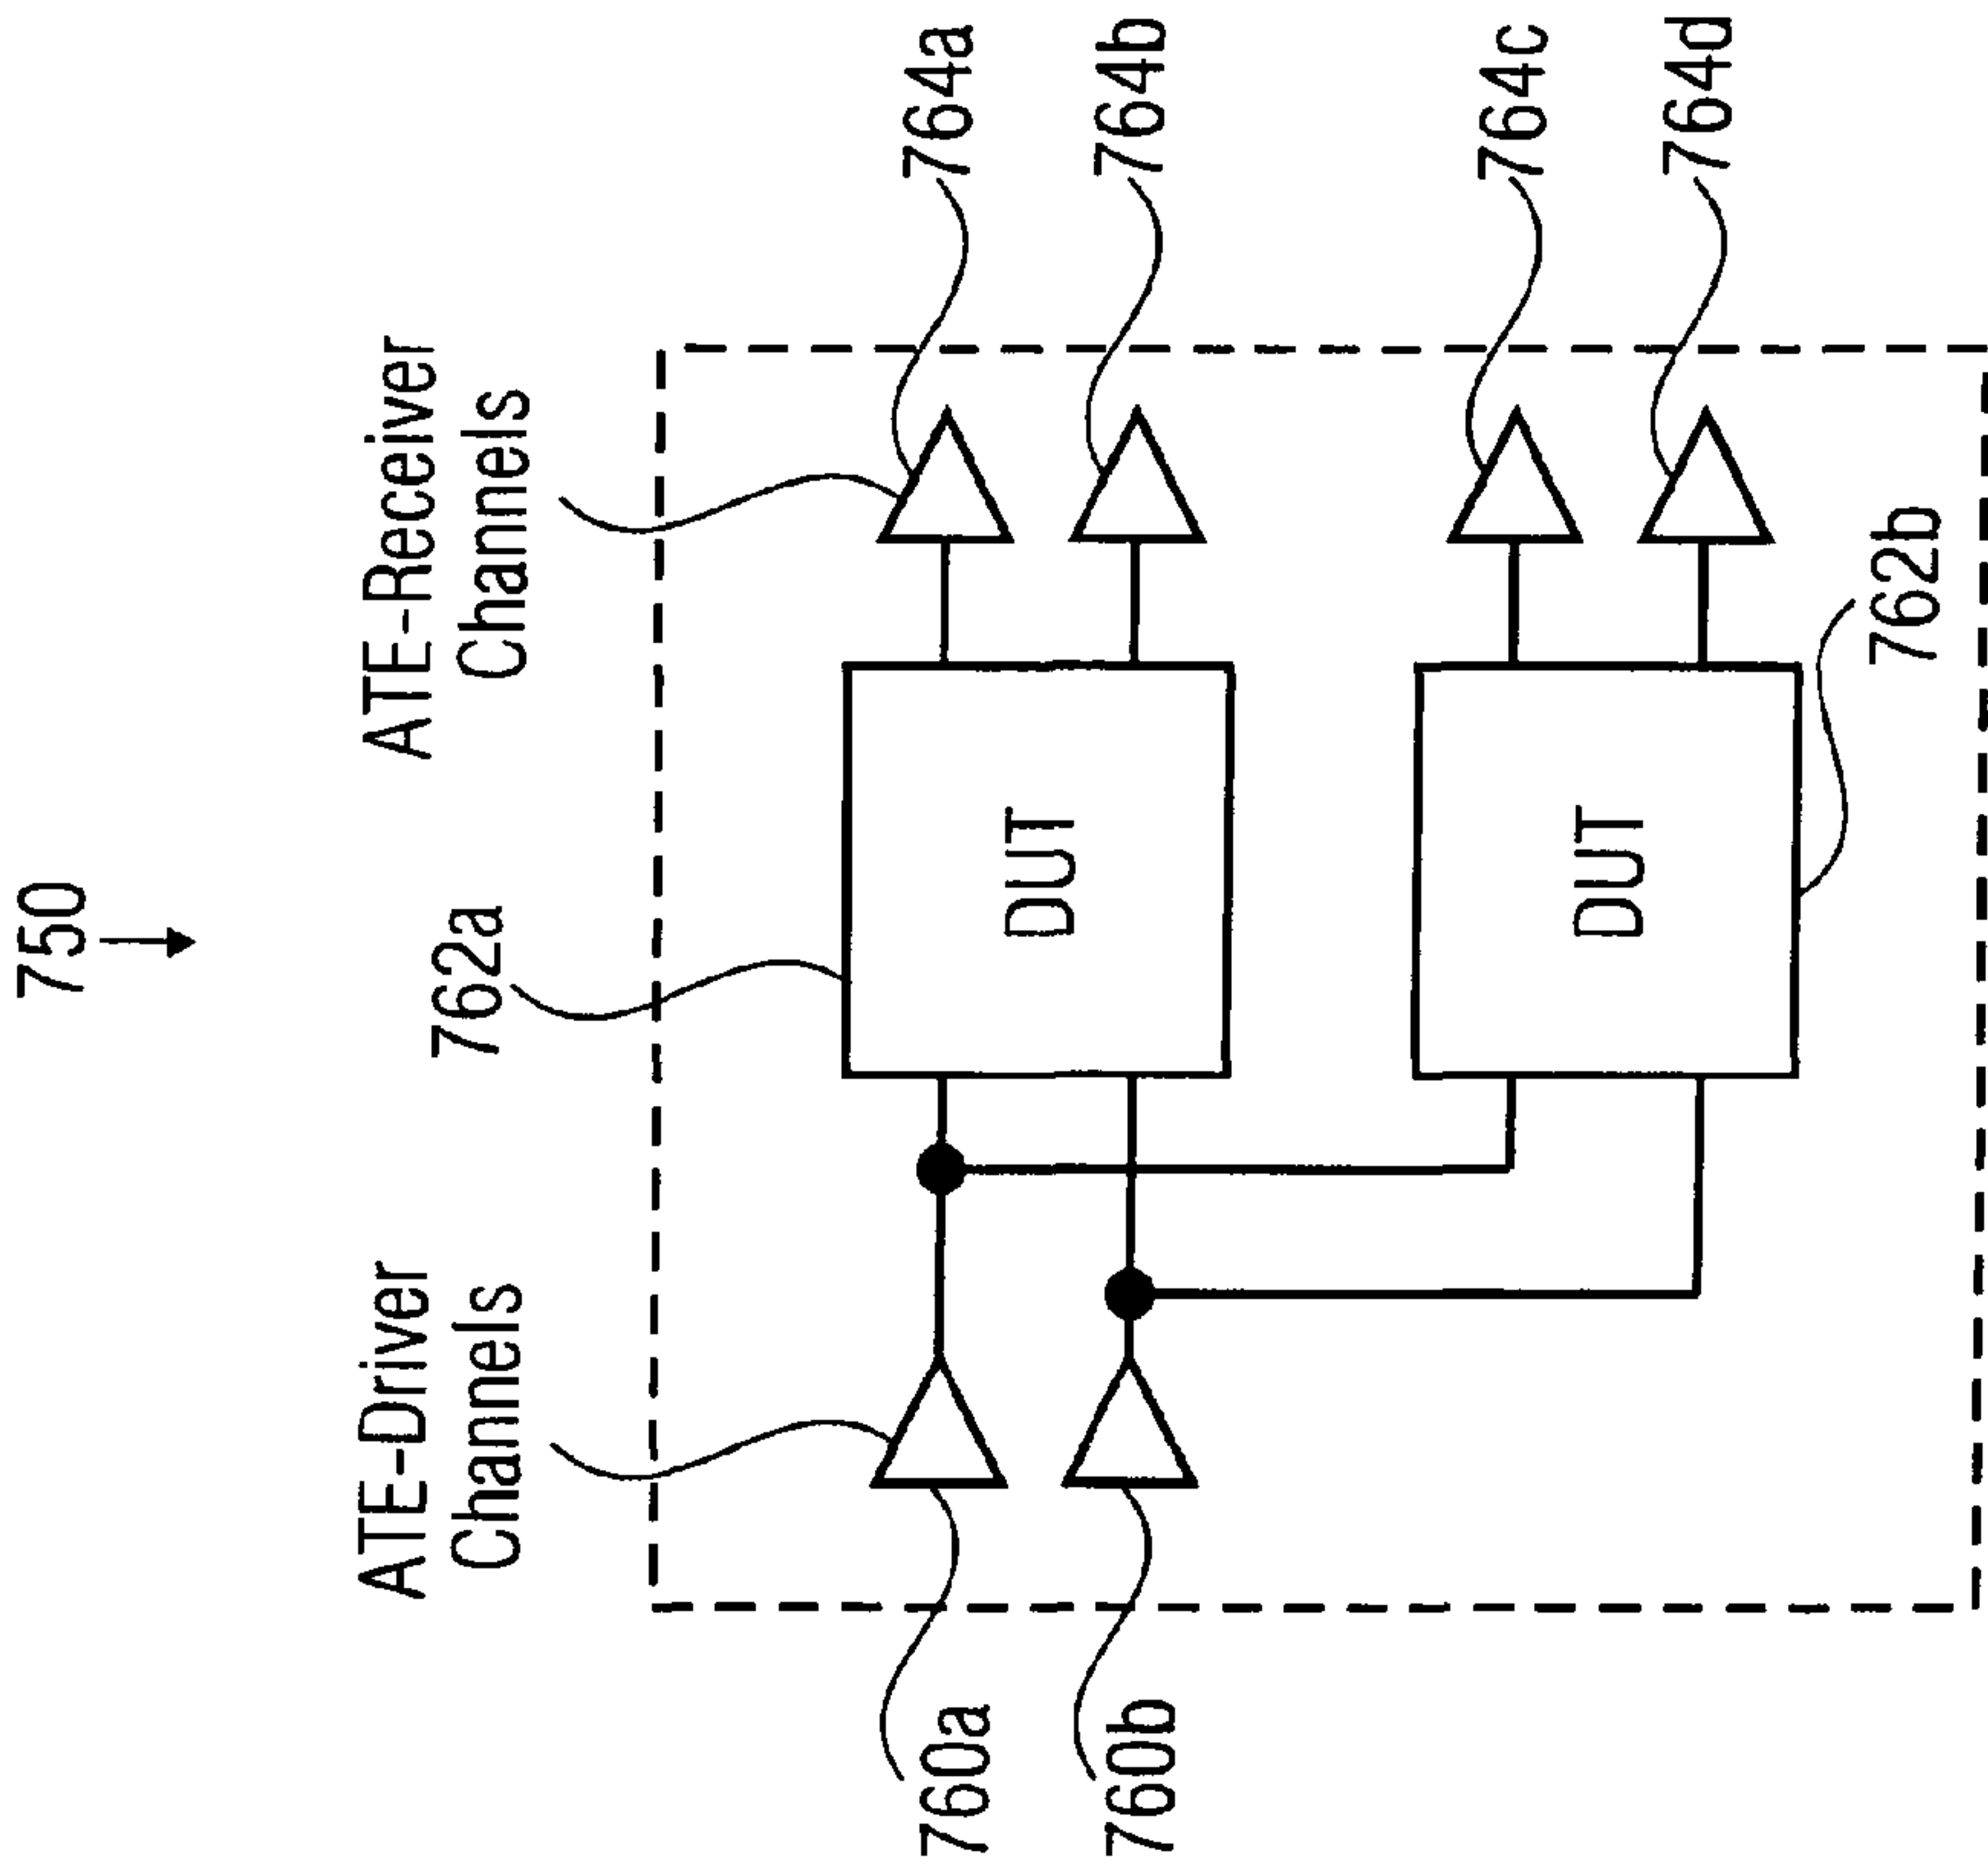 750
ATE-Driver
Channels
762a
ATE-Receiver
Channels
760a
764a
DUT
760b
764b
764c
DUT
764d
762b